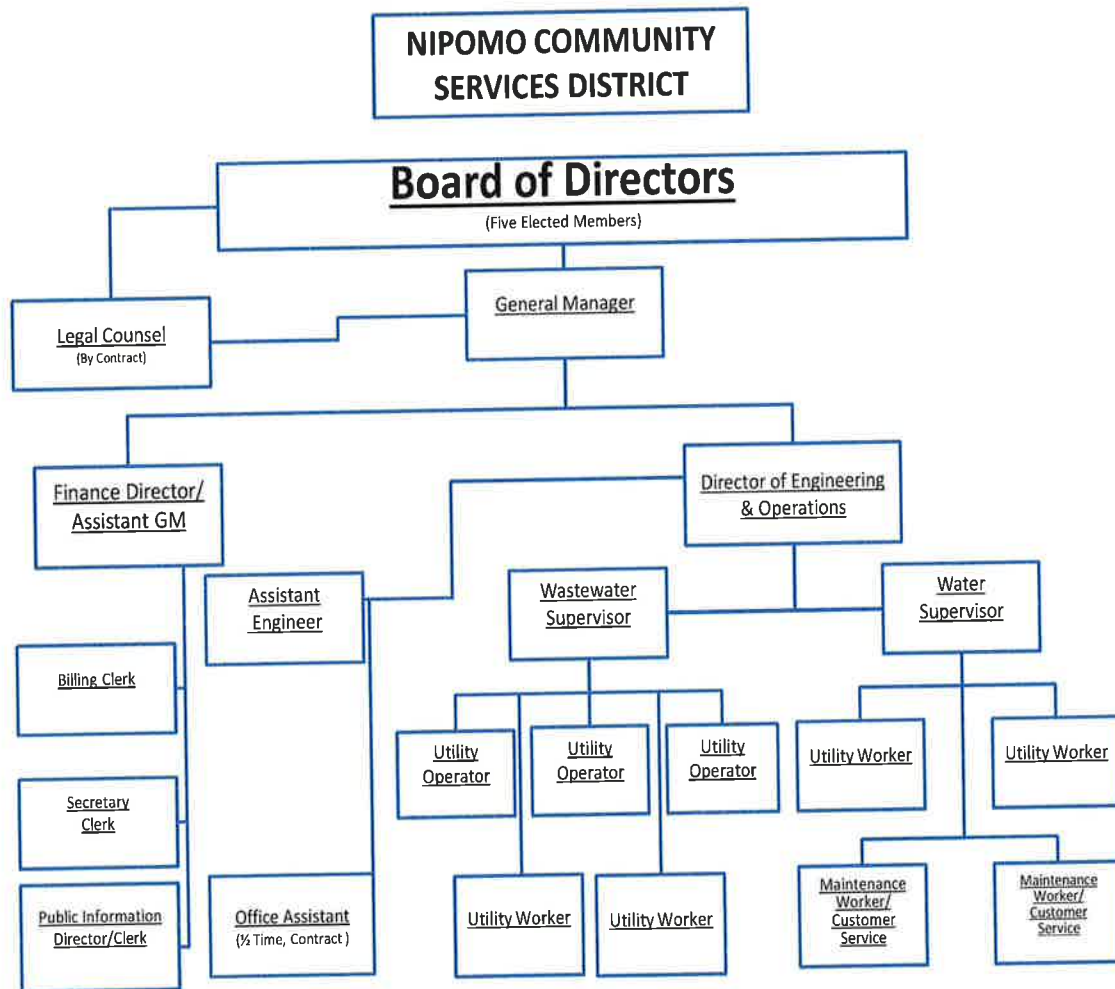 NIPOMO COMMUNITY
SERVICES DISTRICT
Board of Directors
(Five Elected Members)
General Manager
Legal Counsel
(By Contract)
Finance Director/
Assistant GM
Director of Engineering
& Operations
Assistant
Engineer
Wastewater
Supervisor
Water
Supervisor
Billing Clerk
Utility
Operator
Utility
Operator
Utility
Operator
Utility Worker
Utility Worker
Secretary
Clerk
Public Information
Director/Clerk
Office Assistant
(½ Time, Contract )
Utility Worker
Utility Worker
Maintenance
Worker/
Customer
Service
Maintenance
Worker/
Customer
Service